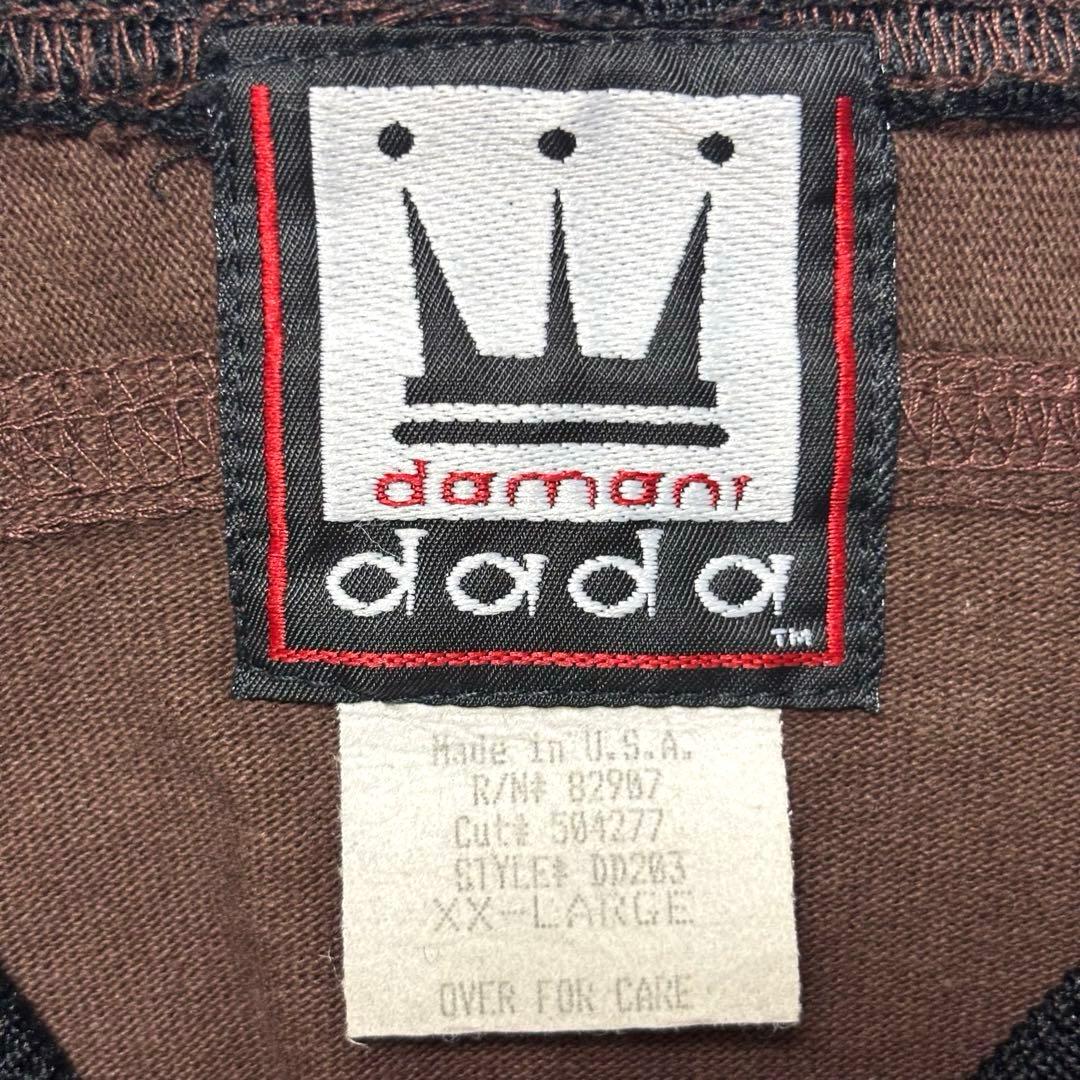 damani
dada
TM
Made in U.S.A.
R/N# 82907
Cut# 504277
STYLE# DD203
XX-LARGE
OVER FOR CARE